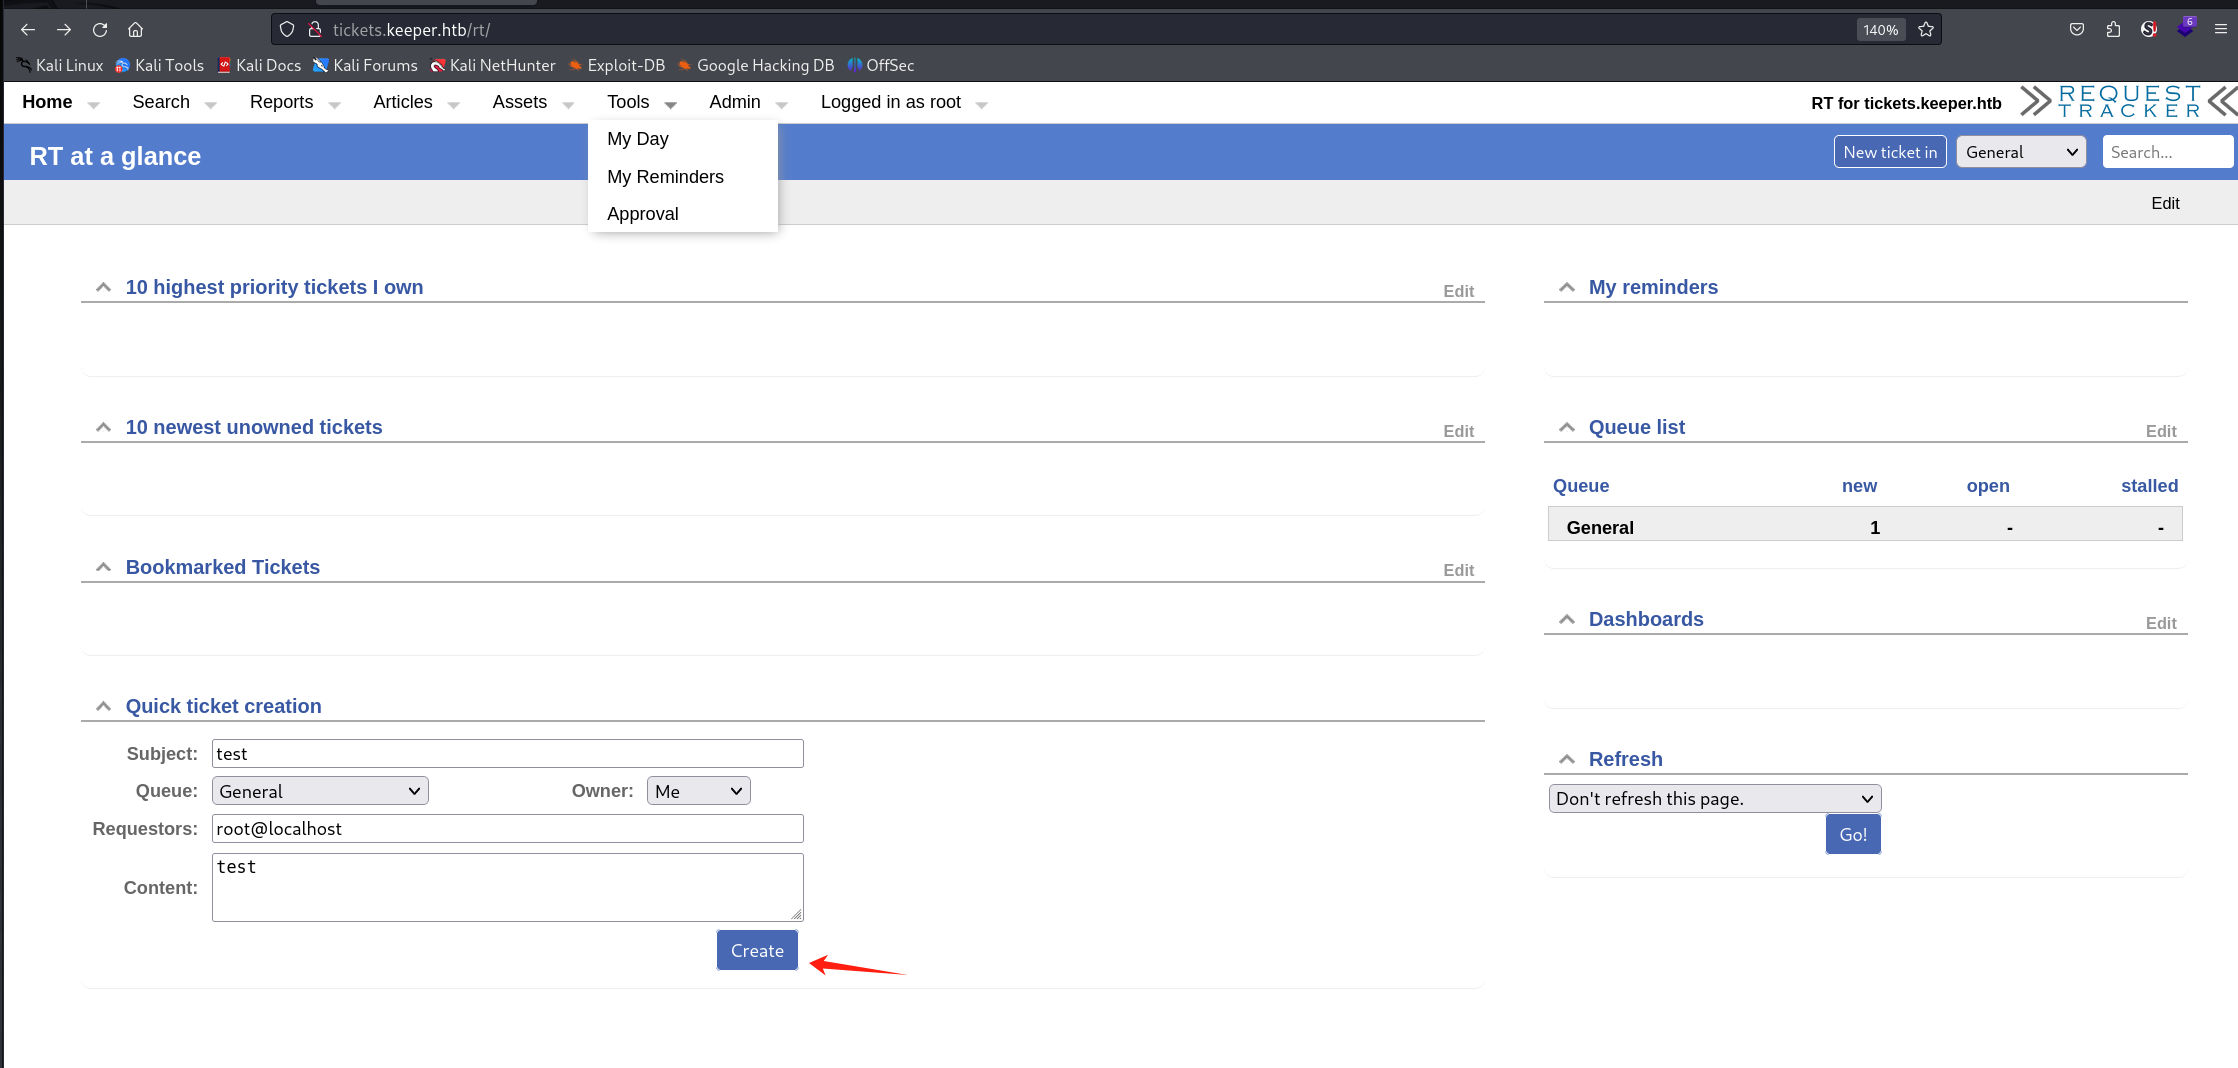 tickets.keeper.htb/rt/ 140% 6
Kali Linux Kali Tools Kali Docs Kali Forums Kali NetHunter Exploit-DB Google Hacking DB OffSec
Home Search Reports Articles Assets Tools Admin Logged in as root RT for tickets.keeper.htb REQUEST TRACKER
My Day
My Reminders
Approval
RT at a glance New ticket in General Search...
Edit
10 highest priority tickets I own Edit
My reminders
10 newest unowned tickets Edit
Queue list Edit
Queue new open stalled
General 1 - -
Bookmarked Tickets Edit
Dashboards Edit
Quick ticket creation
Subject: test
Queue: General Owner: Me
Requestors: root@localhost
Content: test
Create
Refresh
Don't refresh this page.
Go!